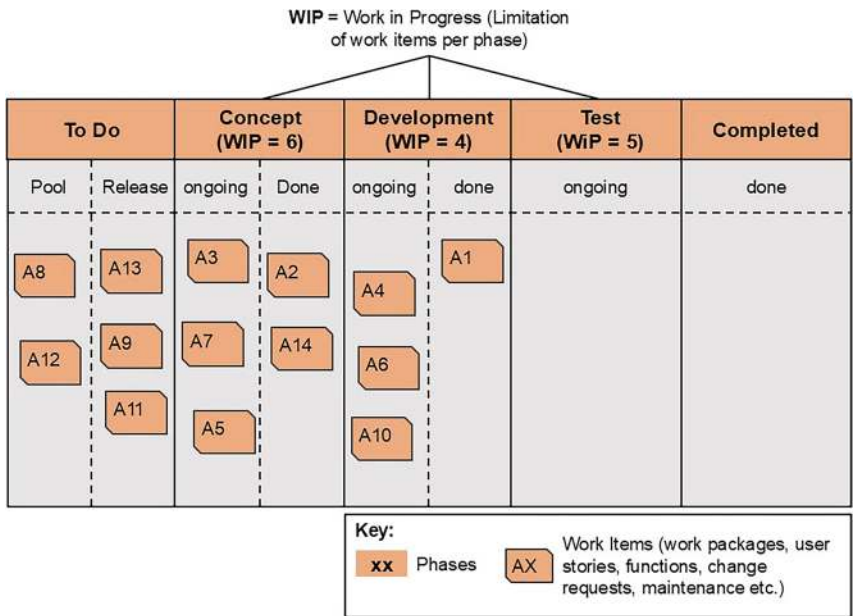 WIP = Work in Progress (Limitation
of work items per phase)
To Do
Concept
(WIP = 6)
Development
(WIP = 4)
Test
(WiP = 5)
Completed
Pool
Release
ongoing
Done
ongoing
done
ongoing
done
A8
A13
A3
A2
A4
A1
A12
A9
A7
A14
A6
A11
A5
A10
Key:
xx Phases
AX
Work Items (work packages, user
stories, functions, change
requests, maintenance etc.)